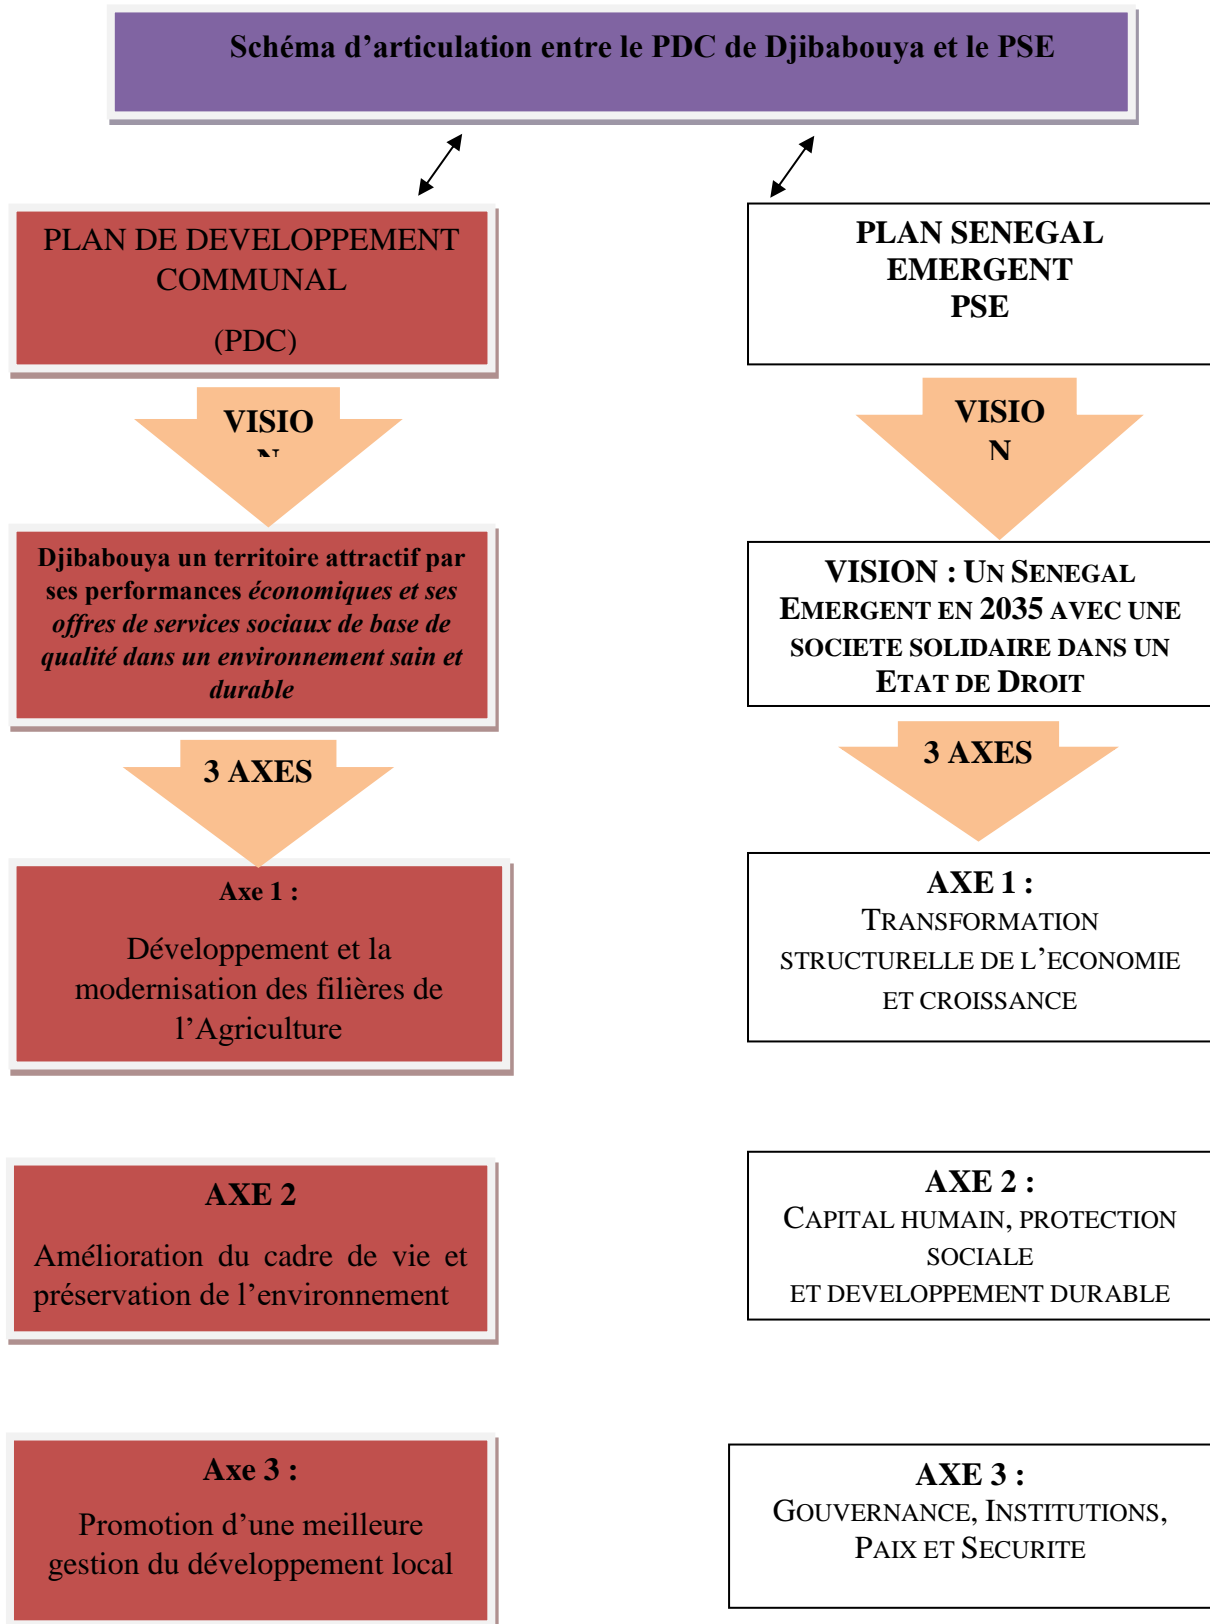 Schéma d’articulation entre le PDC de Djibabouya et le PSE
PLAN DE DEVELOPPEMENT
COMMUNAL
(PDC)
VISIO
N
Djibabouya un territoire attractif par
ses performances économiques et ses
offres de services sociaux de base de
qualité dans un environnement sain et
durable
3 AXES
Axe 1 :
Développement et la
modernisation des filières de
l’Agriculture
AXE 2
Amélioration du cadre de vie et
préservation de l’environnement
Axe 3 :
Promotion d’une meilleure
gestion du développement local
PLAN SENEGAL
EMERGENT
PSE
VISIO
N
VISION : UN SENEGAL
EMERGENT EN 2035 AVEC UNE
SOCIETE SOLIDAIRE DANS UN
ETAT DE DROIT
3 AXES
AXE 1 :
TRANSFORMATION
STRUCTURELLE DE L’ECONOMIE
ET CROISSANCE
AXE 2 :
CAPITAL HUMAIN, PROTECTION
SOCIALE
ET DEVELOPPEMENT DURABLE
AXE 3 :
GOUVERNANCE, INSTITUTIONS,
PAIX ET SECURITE